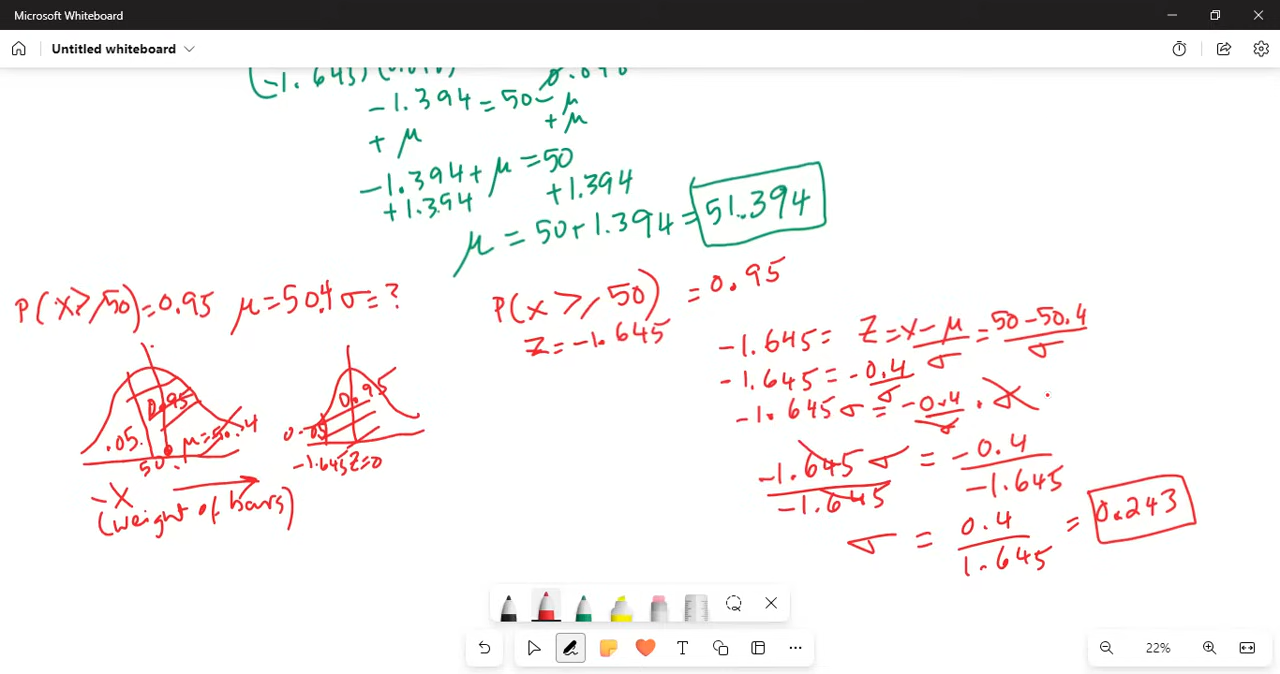 Microsoft Whiteboard
Untitled whiteboard
-1.394 = 50 - μ
+ μ + μ
-1.394 + μ = 50
+1.394 +1.394
μ = 50 + 1.394 = 51.394
P(X ≥ 50) = 0.95 μ = 50.4 σ = ?
0.95
.05
50
μ = 50.4
-X
(weight of bars)
0.95
0.05
-1.645 Z=0
P(X ≥ 50) = 0.95
Z = -1.645
-1.645 = Z = X - μ / σ = 50 - 50.4 / σ
-1.645 = -0.4 / σ
-1.645 σ = -0.4 / σ · σ
-1.645 σ / -1.645 = -0.4 / -1.645
σ = 0.4 / 1.645 = 0.243
22%